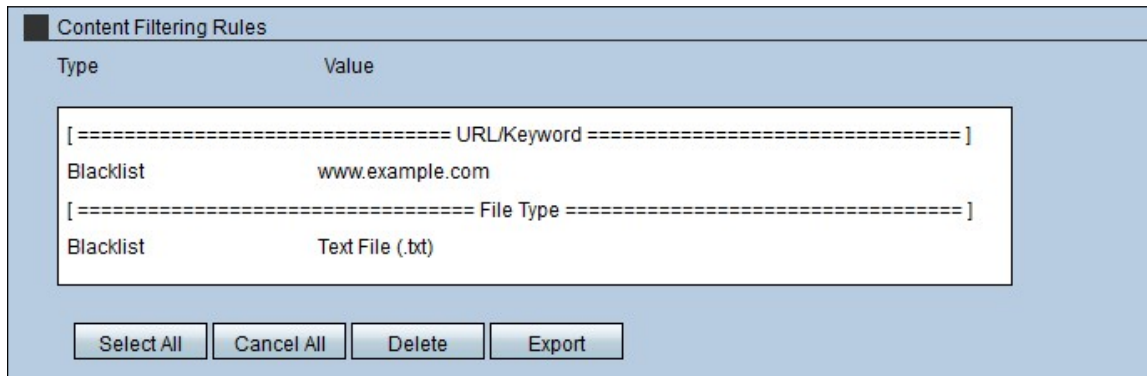 Content Filtering Rules
Type Value
[ ================================ URL/Keyword ================================ ]
Blacklist www.example.com
[ ================================== File Type ================================== ]
Blacklist Text File (.txt)
Select All Cancel All Delete Export